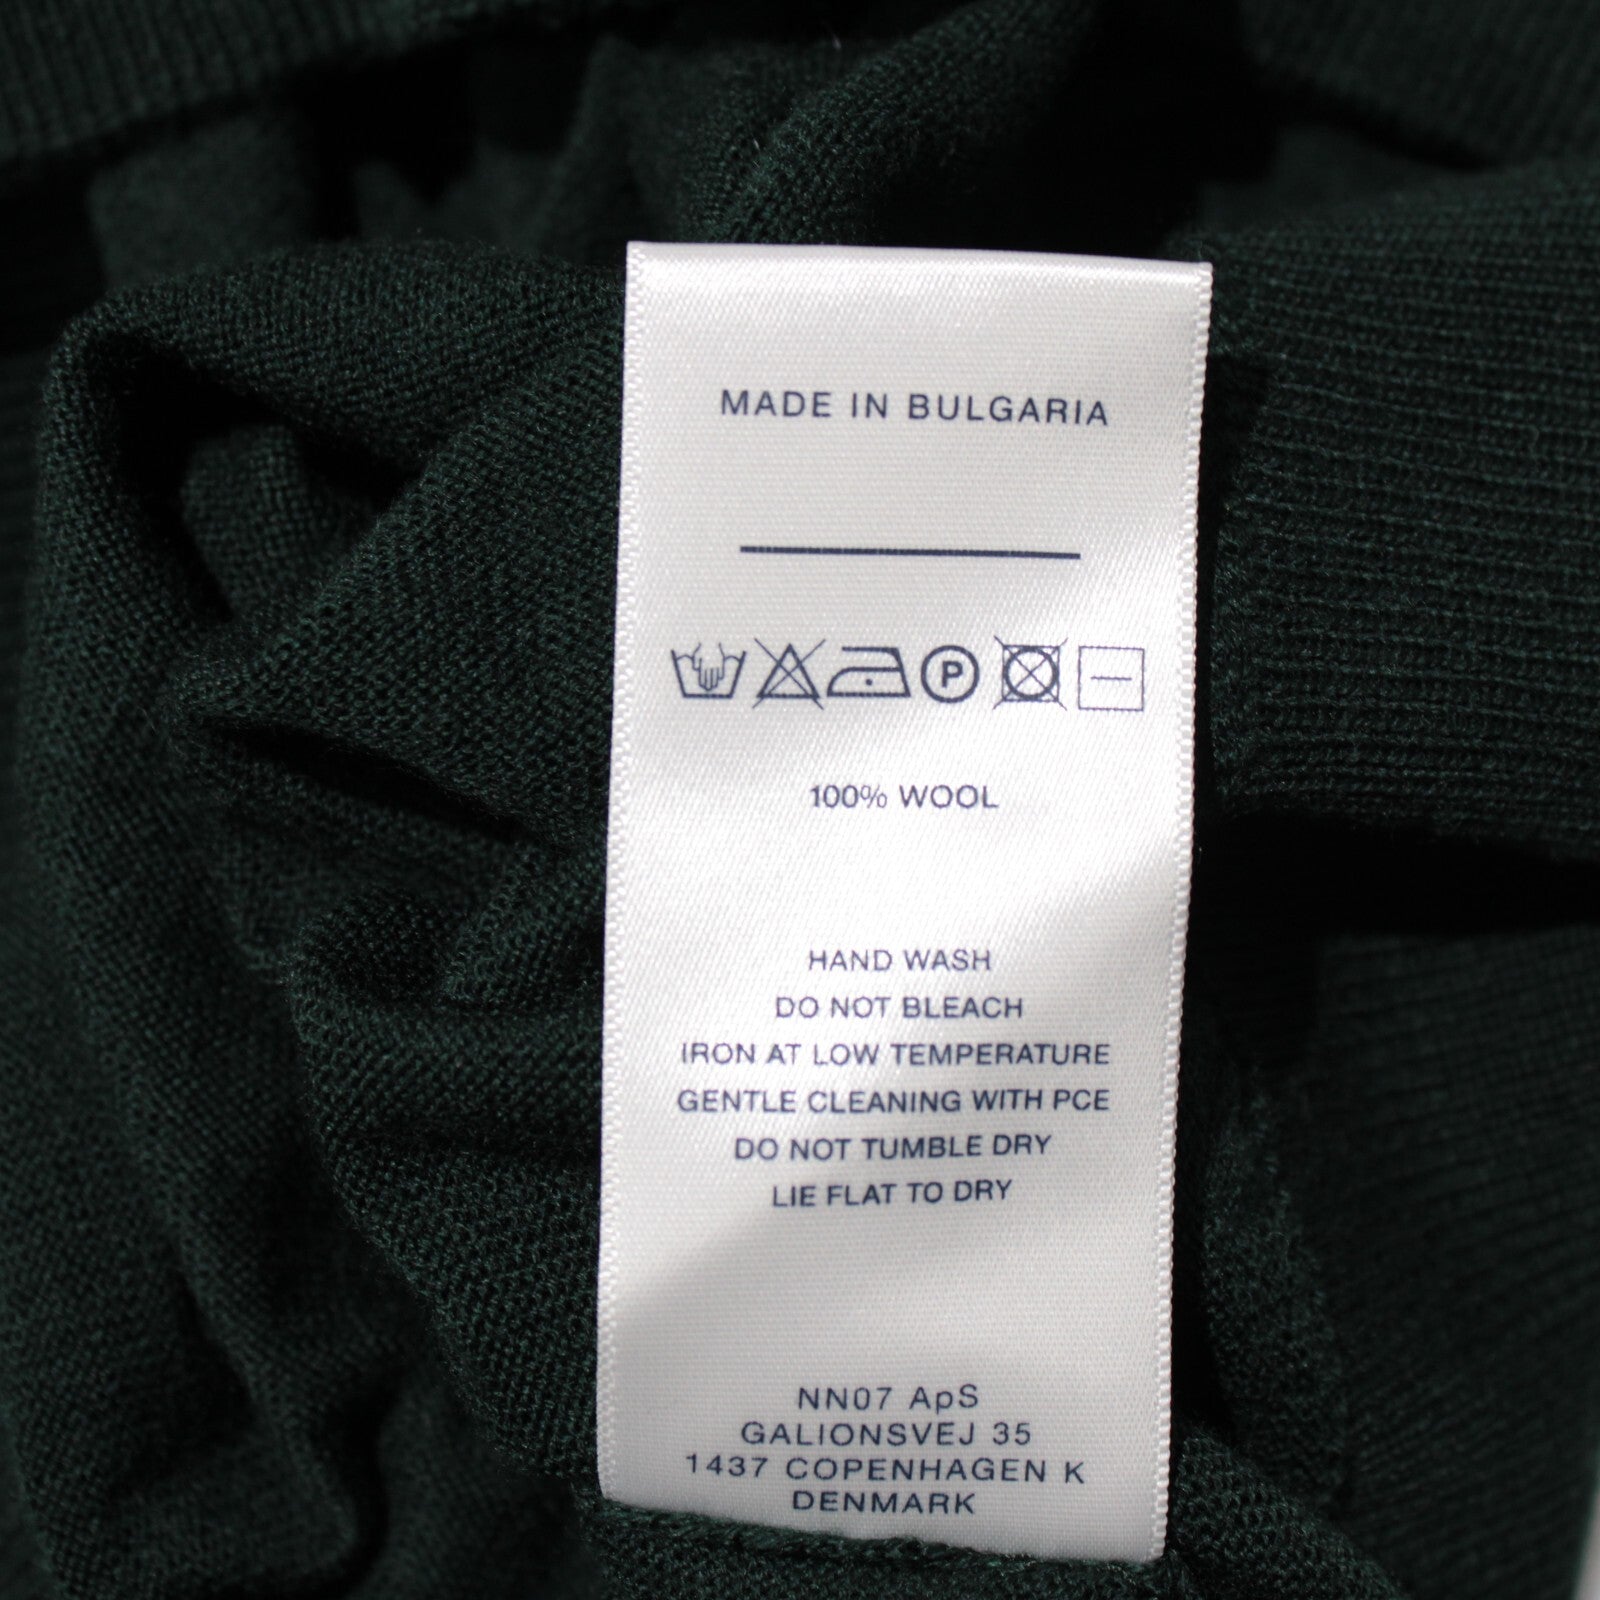 MADE IN BULGARIA
P
100% WOOL
HAND WASH
DO NOT BLEACH
IRON AT LOW TEMPERATURE
GENTLE CLEANING WITH PCE
DO NOT TUMBLE DRY
LIE FLAT TO DRY
NN07 ApS
GALIONSVEJ 35
1437 COPENHAGEN K
DENMARK